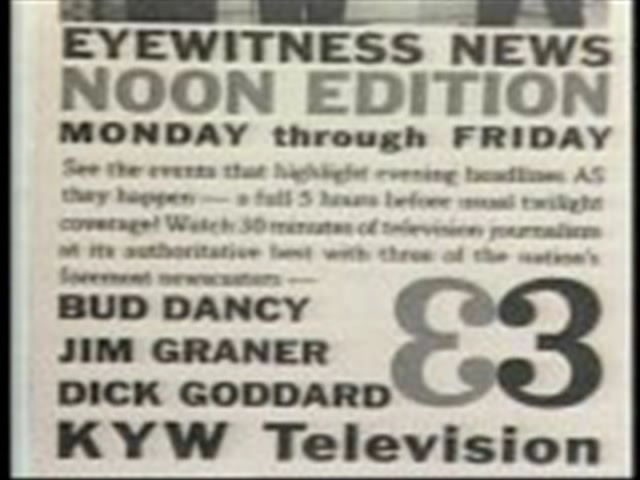 EYEWITNESS NEWS
NOON EDITION
MONDAY through FRIDAY
See the events that highlight evening headlines AS
they happen — a full 5 hours before usual twilight
coverage! Watch 30 minutes of television journalism
at its authoritative best with three of the nation's
foremost newscasters —
BUD DANCY
JIM GRANER
DICK GODDARD
3
KYW Television